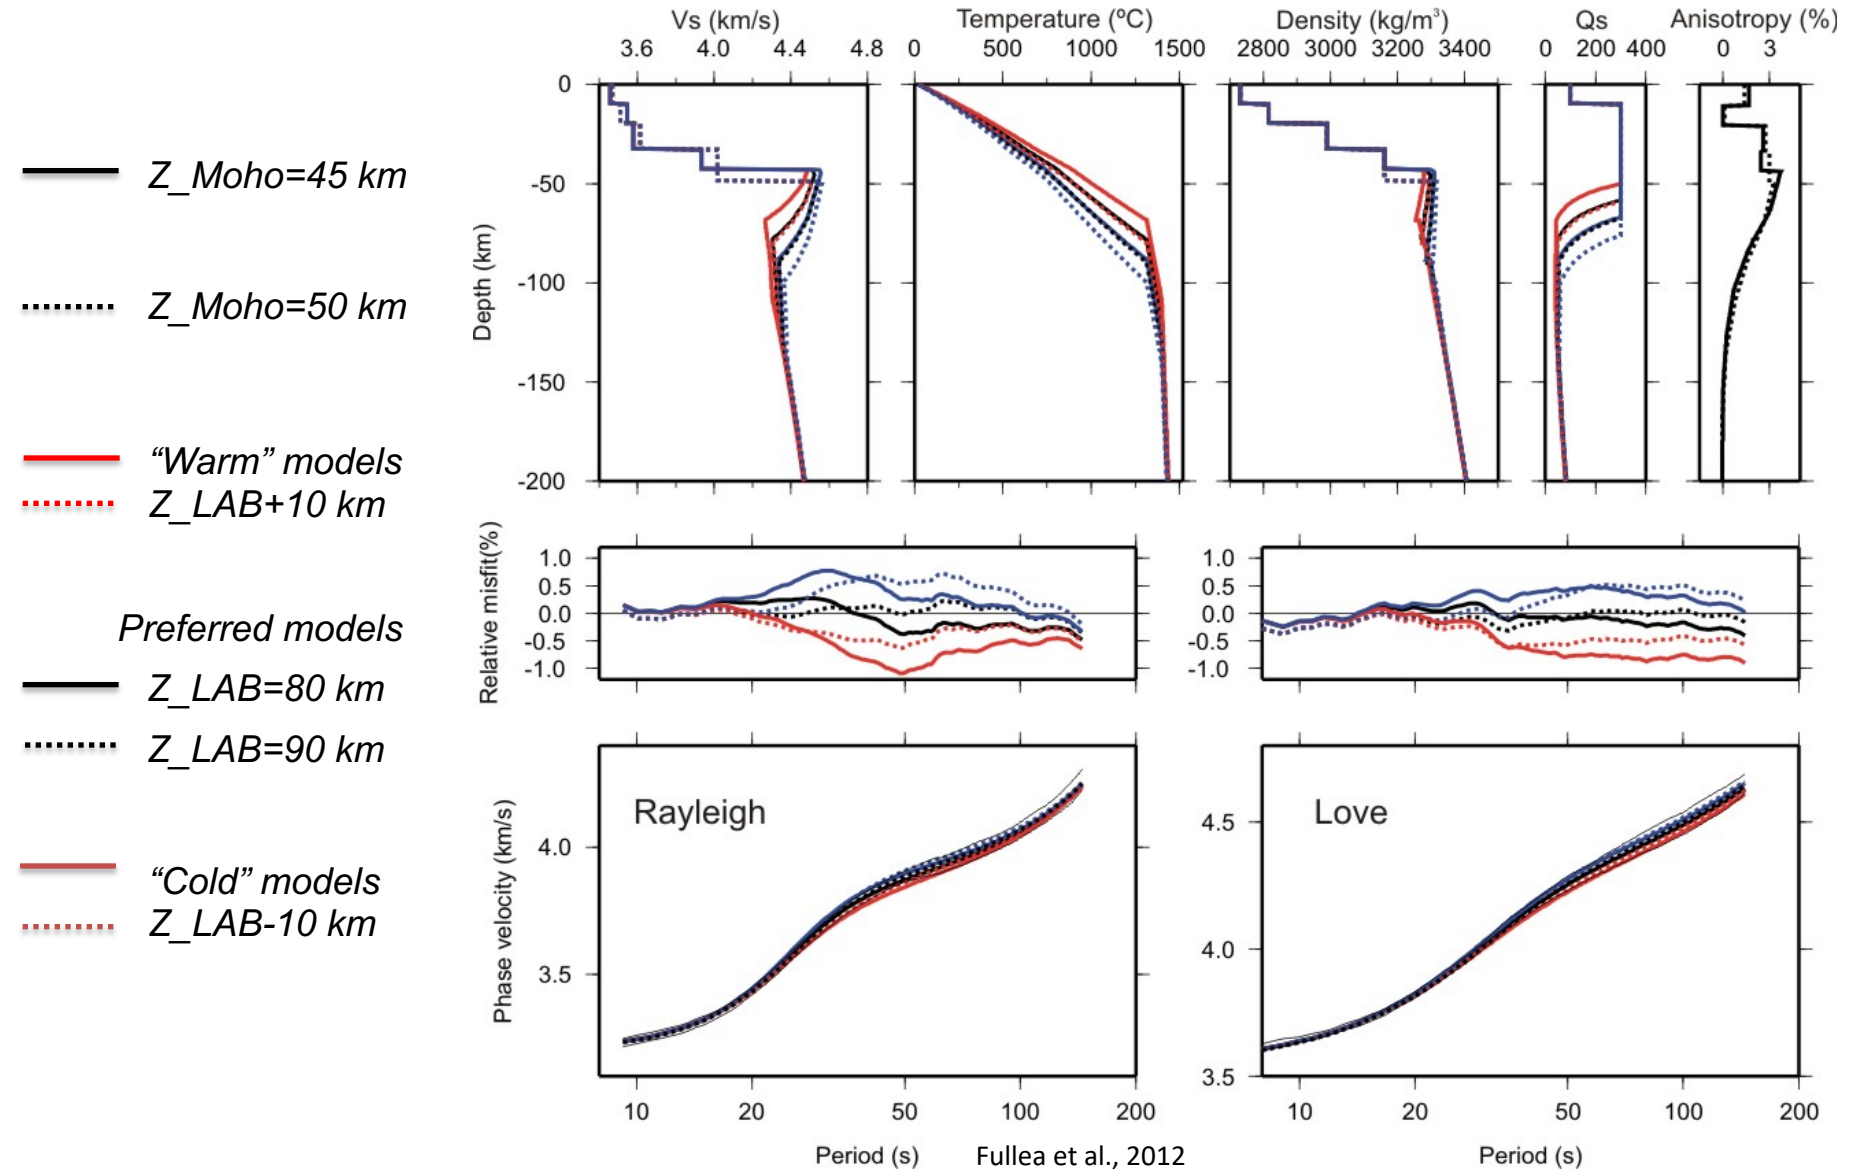 Vs (km/s) Temperature (ºC) Density (kg/m³) Qs Anisotropy (%)
3.6 4.0 4.4 4.8 0 500 1000 1500 2800 3000 3200 3400 0 200 400 0 3
0
-50
-100
-150
-200
Depth (km)
Z_Moho=45 km
Z_Moho=50 km
“Warm” models
Z_LAB+10 km
Preferred models
Z_LAB=80 km
Z_LAB=90 km
“Cold” models
Z_LAB-10 km
Relative misfit(%)
1.0
0.5
0.0
-0.5
-1.0
1.0
0.5
0.0
-0.5
-1.0
Phase velocity (km/s)
Rayleigh
4.0
3.5
10 20 50 100 200
Period (s)
Love
4.5
4.0
3.5
10 20 50 100 200
Period (s)
Fullea et al., 2012